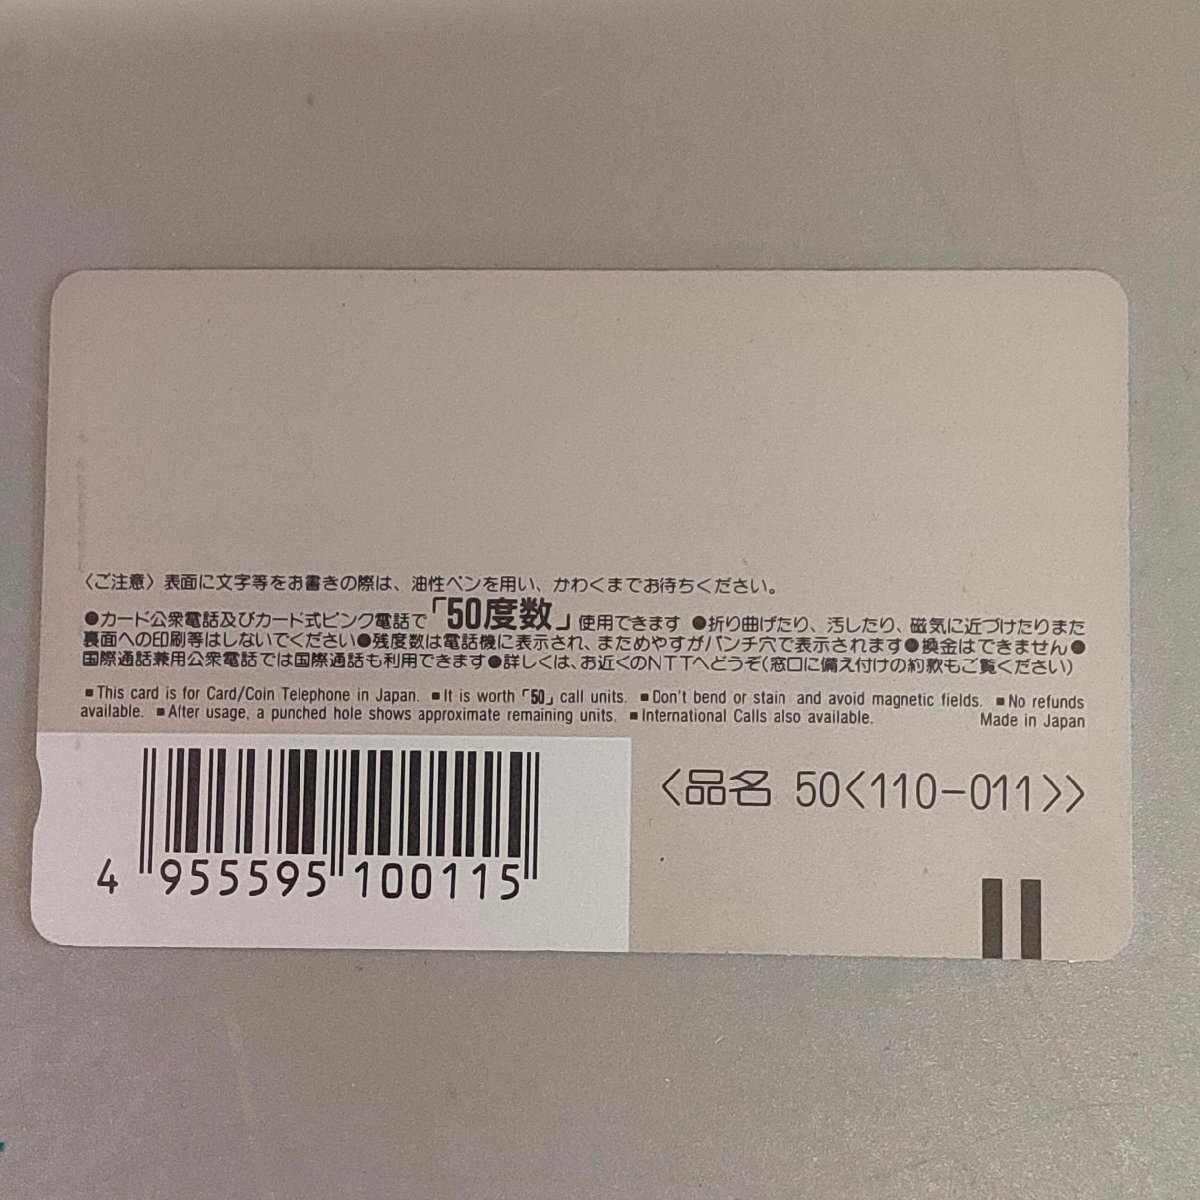 〈ご注意〉表面に文字等をお書きの際は、油性ペンを用い、かわくまでお待ちください。
●カード公衆電話及びカード式ピンク電話で「50度数」使用できます ●折り曲げたり、汚したり、磁気に近づけたりまた
裏面への印刷等はしないでください●残度数は電話機に表示され、まためやすがパンチ穴で表示されます●換金はできません●
国際通話兼用公衆電話では国際通話も利用できます●詳しくは、お近くのNTTへどうぞ(窓口に備え付けの約款もご覧ください)
■This card is for Card/Coin Telephone in Japan. ■It is worth「50」call units. ■Don't bend or stain and avoid magnetic fields. ■No refunds
available. ■After usage, a punched hole shows approximate remaining units. ■International Calls also available. Made in Japan
〈品名 50〈110-011〉〉
4 955595 100115